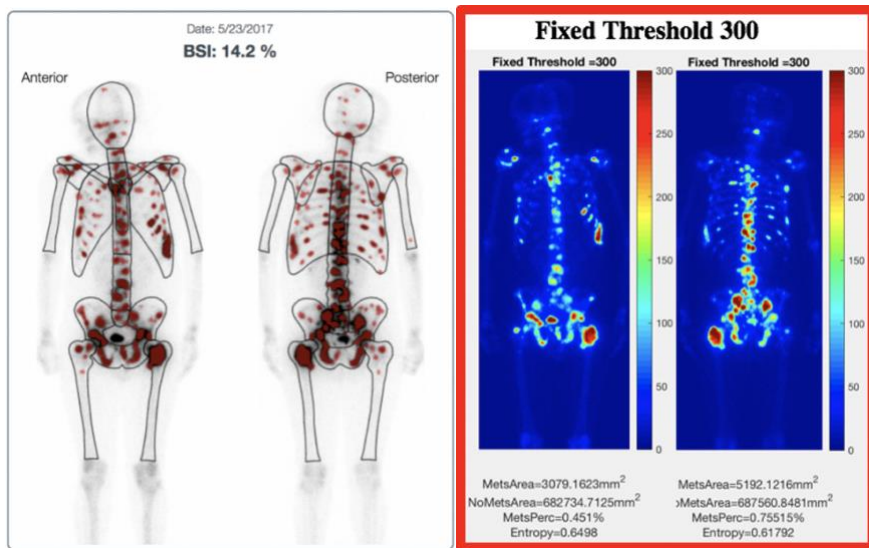 Date: 5/23/2017
BSI: 14.2 %
Anterior
Posterior
Fixed Threshold 300
Fixed Threshold =300
300
250
200
150
100
50
0
Fixed Threshold =300
300
250
200
150
100
50
0
MetsArea=3079.1623mm²
NoMetsArea=682734.7125mm²
MetsPerc=0.451%
Entropy=0.6498
MetsArea=5192.1216mm²
oMetsArea=687560.8481mm²
MetsPerc=0.75515%
Entropy=0.61792